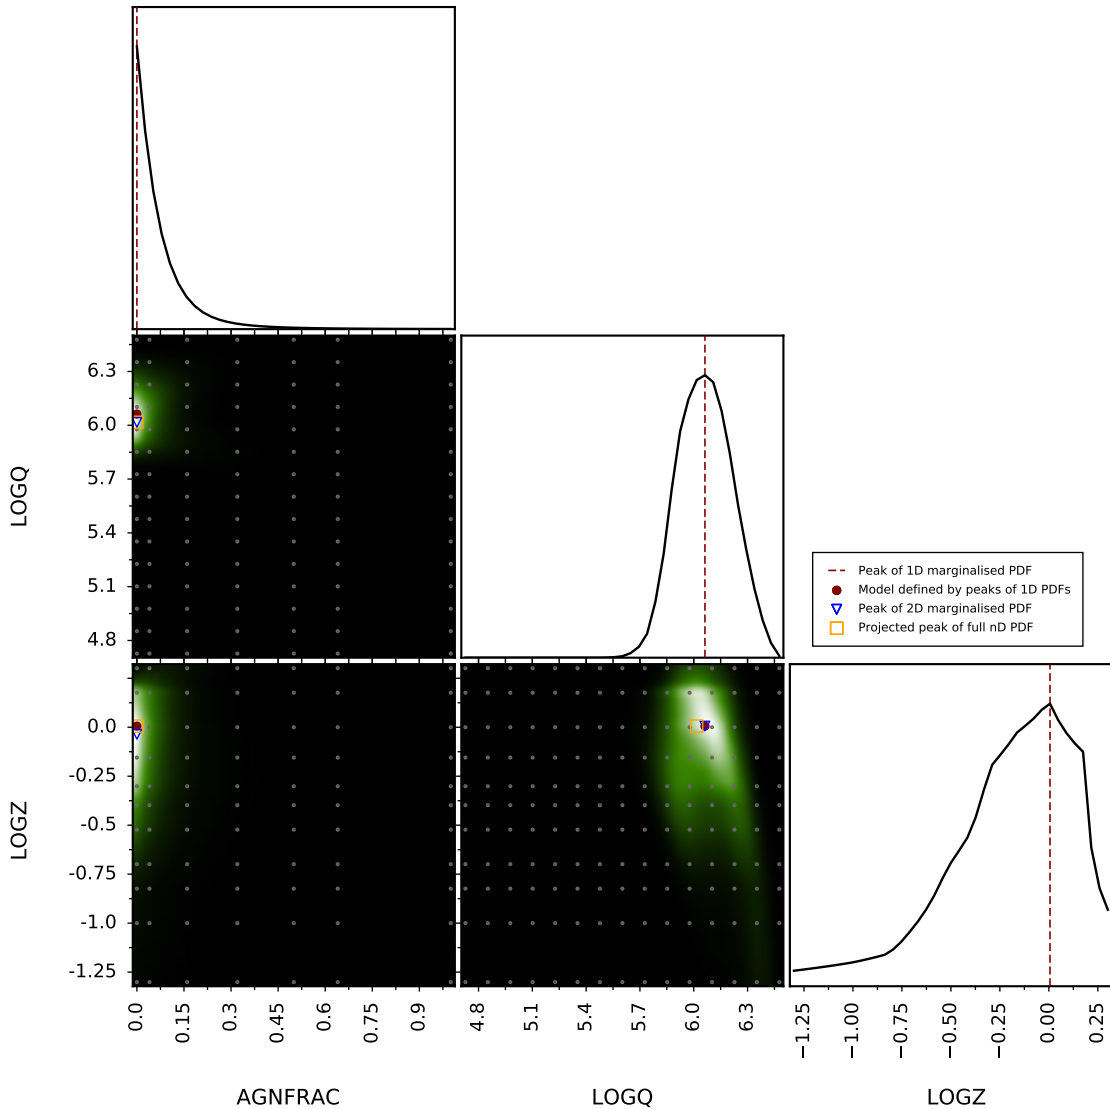 6.3
6.0
5.7
5.4
5.1
4.8
LOGQ
Peak of 1D marginalised PDF
Model defined by peaks of 1D PDFs
Peak of 2D marginalised PDF
Projected peak of full nD PDF
0.0
-0.25
-0.5
-0.75
-1.0
-1.25
LOGZ
0.0 0.15 0.3 0.45 0.6 0.75 0.9
4.8 5.1 5.4 5.7 6.0 6.3
−1.25 −1.00 −0.75 −0.50 −0.25 0.00 0.25
AGNFRAC LOGQ LOGZ